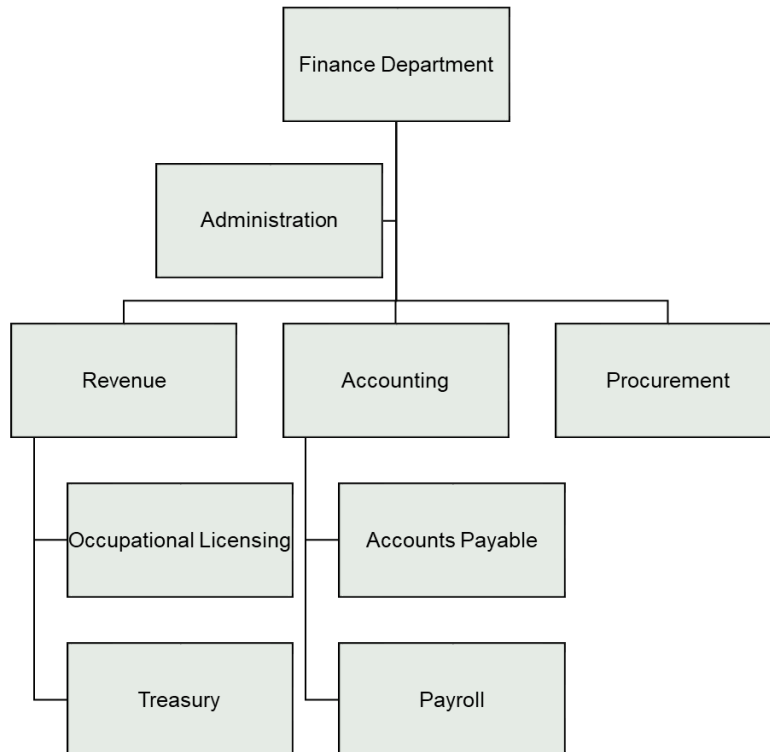 Finance Department
Administration
Revenue
Accounting
Procurement
Occupational Licensing
Accounts Payable
Treasury
Payroll